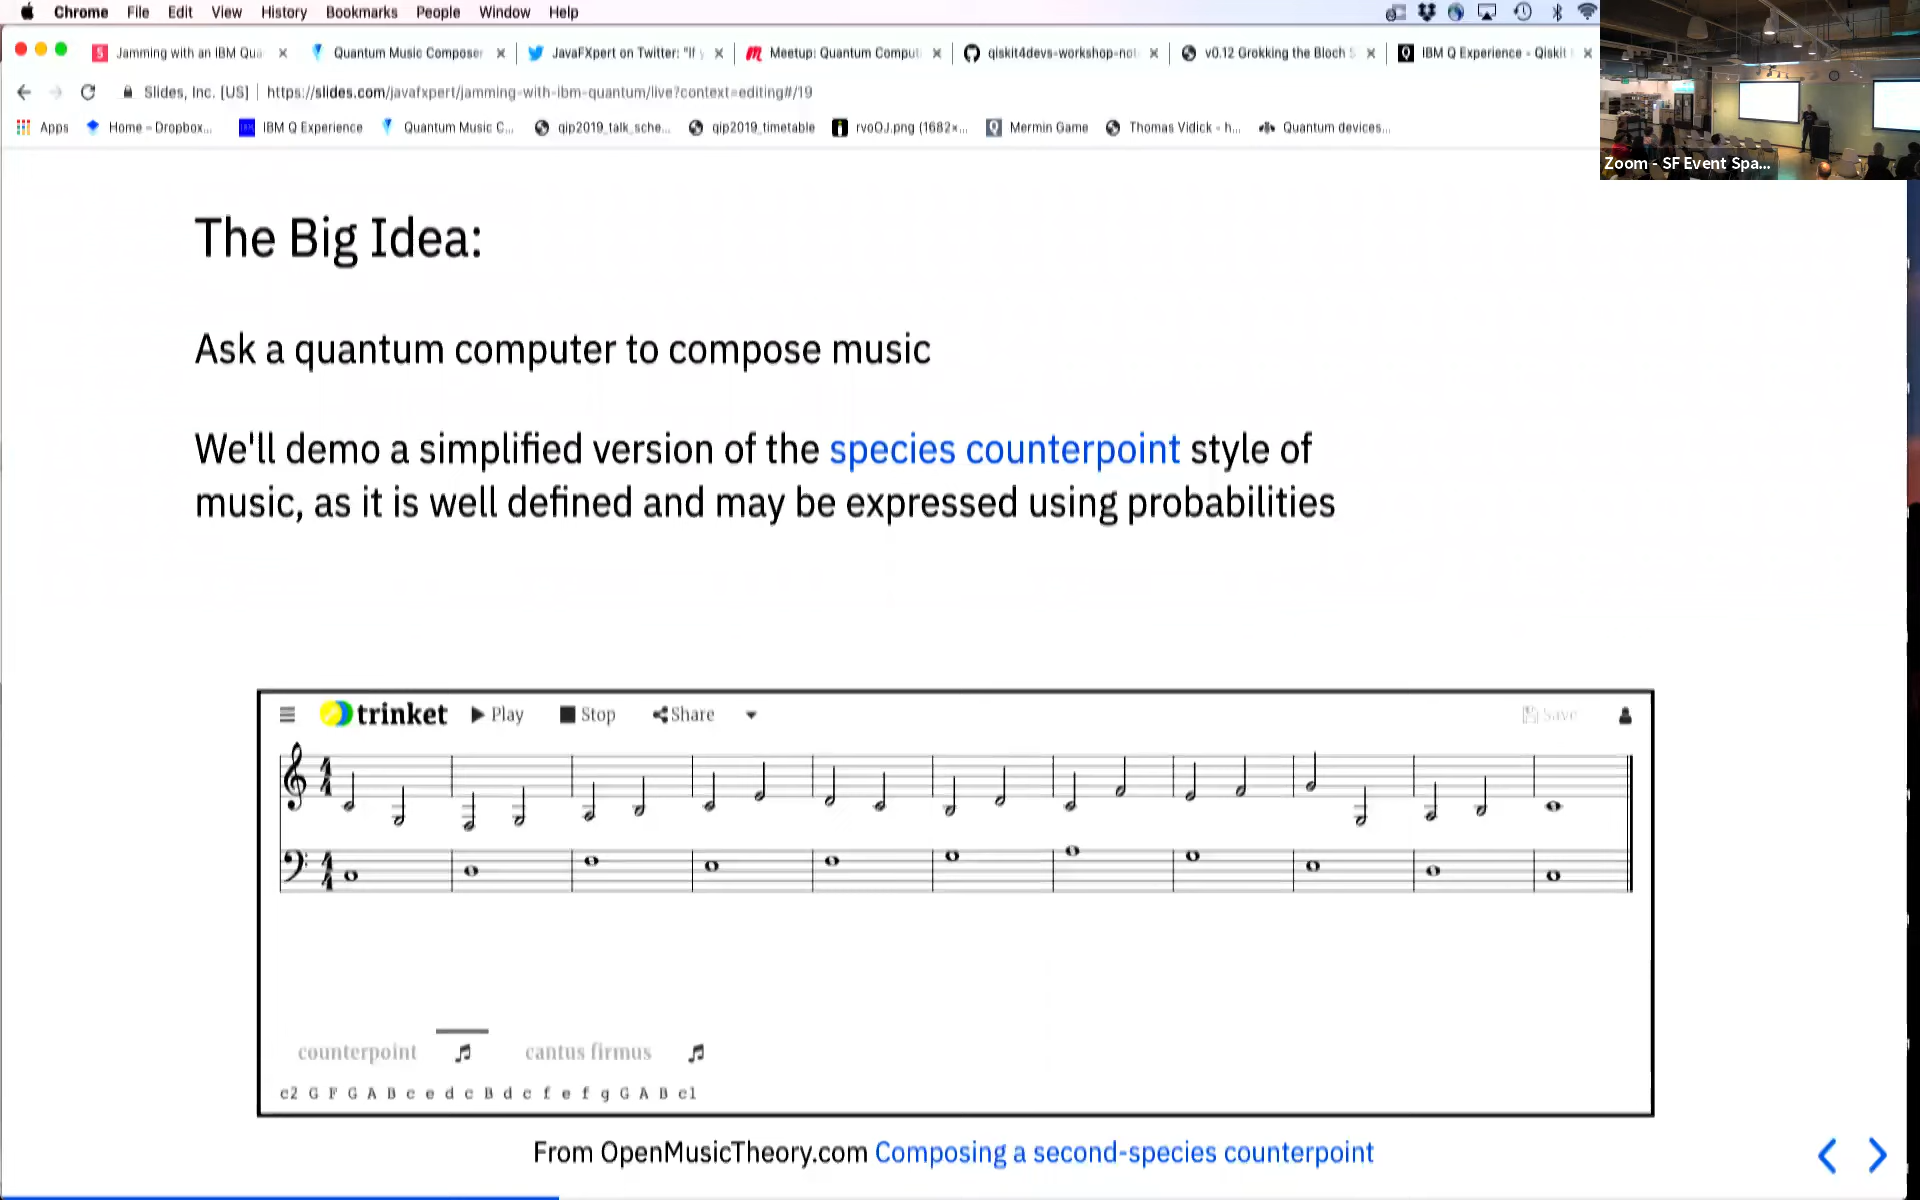 Chrome File Edit View History Bookmarks People Window Help
Jamming with an IBM Qua
Quantum Music Composer
JavaFXpert on Twitter: "If y
Meetup: Quantum Computi
qiskit4devs-workshop-not
v0.12 Grokking the Bloch S
IBM Q Experience - Qiskit
Slides, Inc. [US] https://slides.com/javafxpert/jamming-with-ibm-quantum/live?context=editing#/19
Apps Home - Dropbox... IBM Q Experience Quantum Music C... qip2019_talk_sche... qip2019_timetable rvoOJ.png (1682×... Mermin Game Thomas Vidick - h... Quantum devices...
Zoom - SF Event Spa...
The Big Idea:
Ask a quantum computer to compose music
We'll demo a simplified version of the species counterpoint style of
music, as it is well defined and may be expressed using probabilities
trinket Play Stop Share Save
4 4
4 4
counterpoint cantus firmus
c2 G F G A B c e d c B d c f e f g G A B c1
From OpenMusicTheory.com Composing a second-species counterpoint